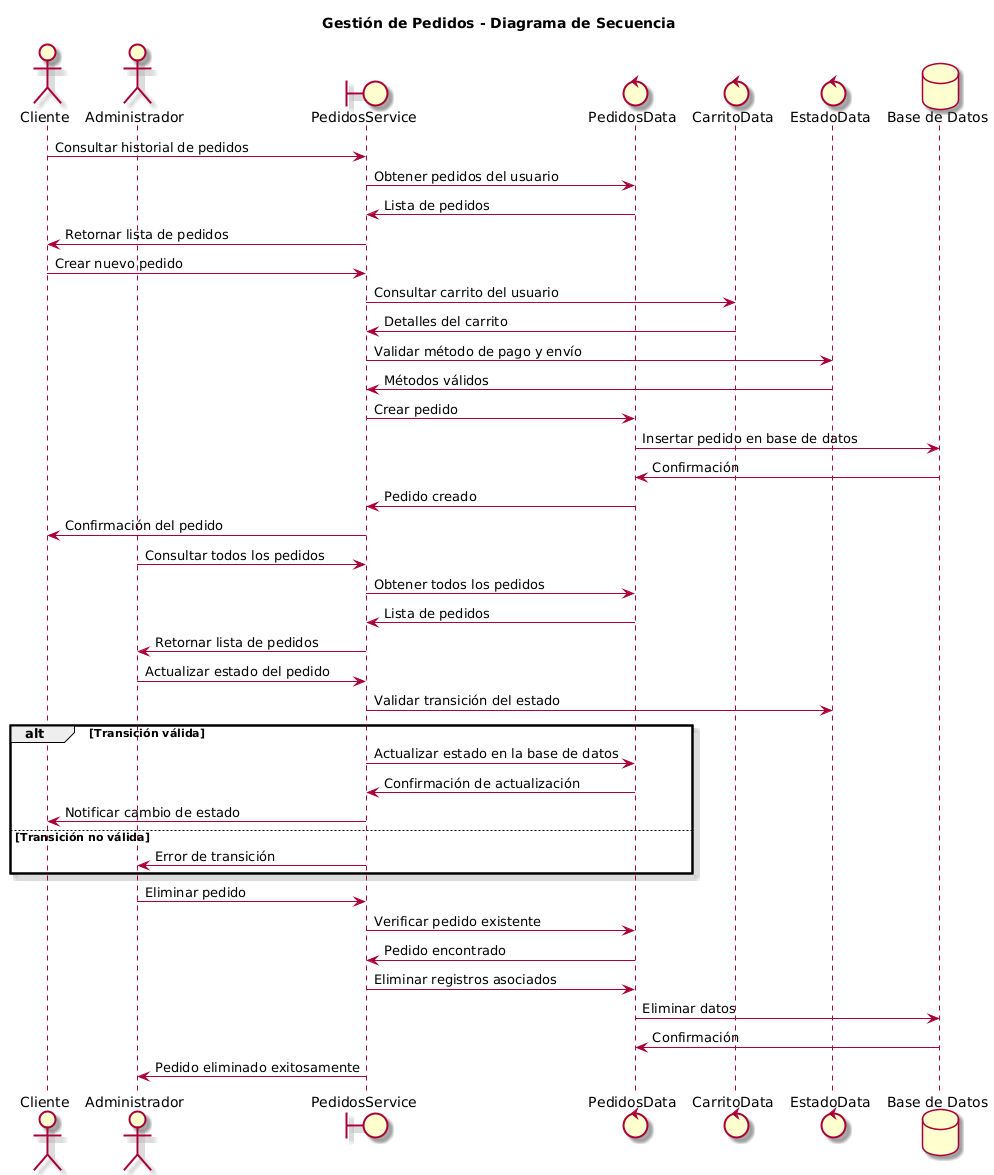 Gestión de Pedidos - Diagrama de Secuencia
Cliente
Administrador
PedidosService
PedidosData
CarritoData
EstadoData
Base de Datos
Consultar historial de pedidos
Obtener pedidos del usuario
Lista de pedidos
Retornar lista de pedidos
Crear nuevo pedido
Consultar carrito del usuario
Detalles del carrito
Validar método de pago y envío
Métodos válidos
Crear pedido
Insertar pedido en base de datos
Confirmación
Pedido creado
Confirmación del pedido
Consultar todos los pedidos
Obtener todos los pedidos
Lista de pedidos
Retornar lista de pedidos
Actualizar estado del pedido
Validar transición del estado
alt [Transición válida]
Actualizar estado en la base de datos
Confirmación de actualización
Notificar cambio de estado
[Transición no válida]
Error de transición
Eliminar pedido
Verificar pedido existente
Pedido encontrado
Eliminar registros asociados
Eliminar datos
Confirmación
Pedido eliminado exitosamente
Cliente
Administrador
PedidosService
PedidosData
CarritoData
EstadoData
Base de Datos